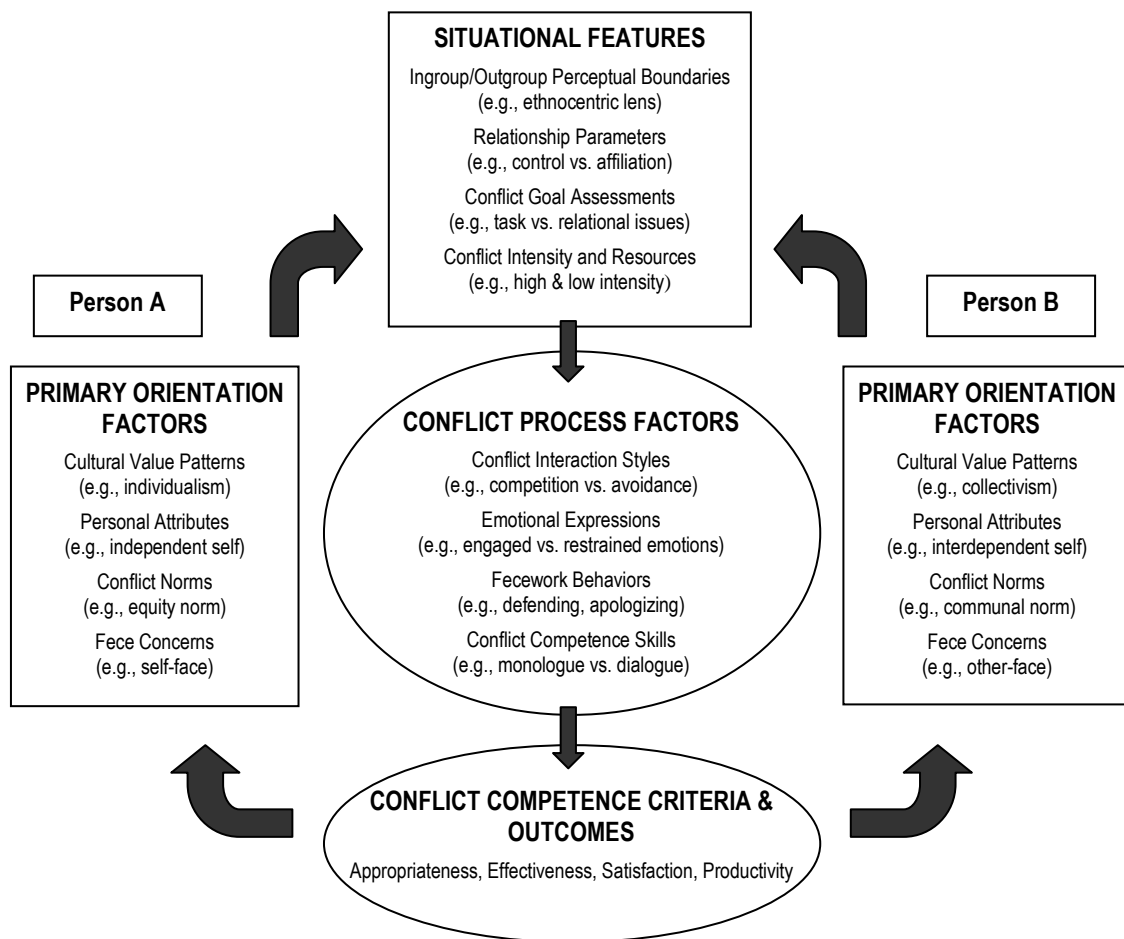 SITUATIONAL FEATURES
Ingroup/Outgroup Perceptual Boundaries
(e.g., ethnocentric lens)
Relationship Parameters
(e.g., control vs. affiliation)
Conflict Goal Assessments
(e.g., task vs. relational issues)
Conflict Intensity and Resources
(e.g., high & low intensity)
Person A
Person B
PRIMARY ORIENTATION
FACTORS
Cultural Value Patterns
(e.g., individualism)
Personal Attributes
(e.g., independent self)
Conflict Norms
(e.g., equity norm)
Fece Concerns
(e.g., self-face)
CONFLICT PROCESS FACTORS
Conflict Interaction Styles
(e.g., competition vs. avoidance)
Emotional Expressions
(e.g., engaged vs. restrained emotions)
Fecework Behaviors
(e.g., defending, apologizing)
Conflict Competence Skills
(e.g., monologue vs. dialogue)
PRIMARY ORIENTATION
FACTORS
Cultural Value Patterns
(e.g., collectivism)
Personal Attributes
(e.g., interdependent self)
Conflict Norms
(e.g., communal norm)
Fece Concerns
(e.g., other-face)
CONFLICT COMPETENCE CRITERIA &
OUTCOMES
Appropriateness, Effectiveness, Satisfaction, Productivity